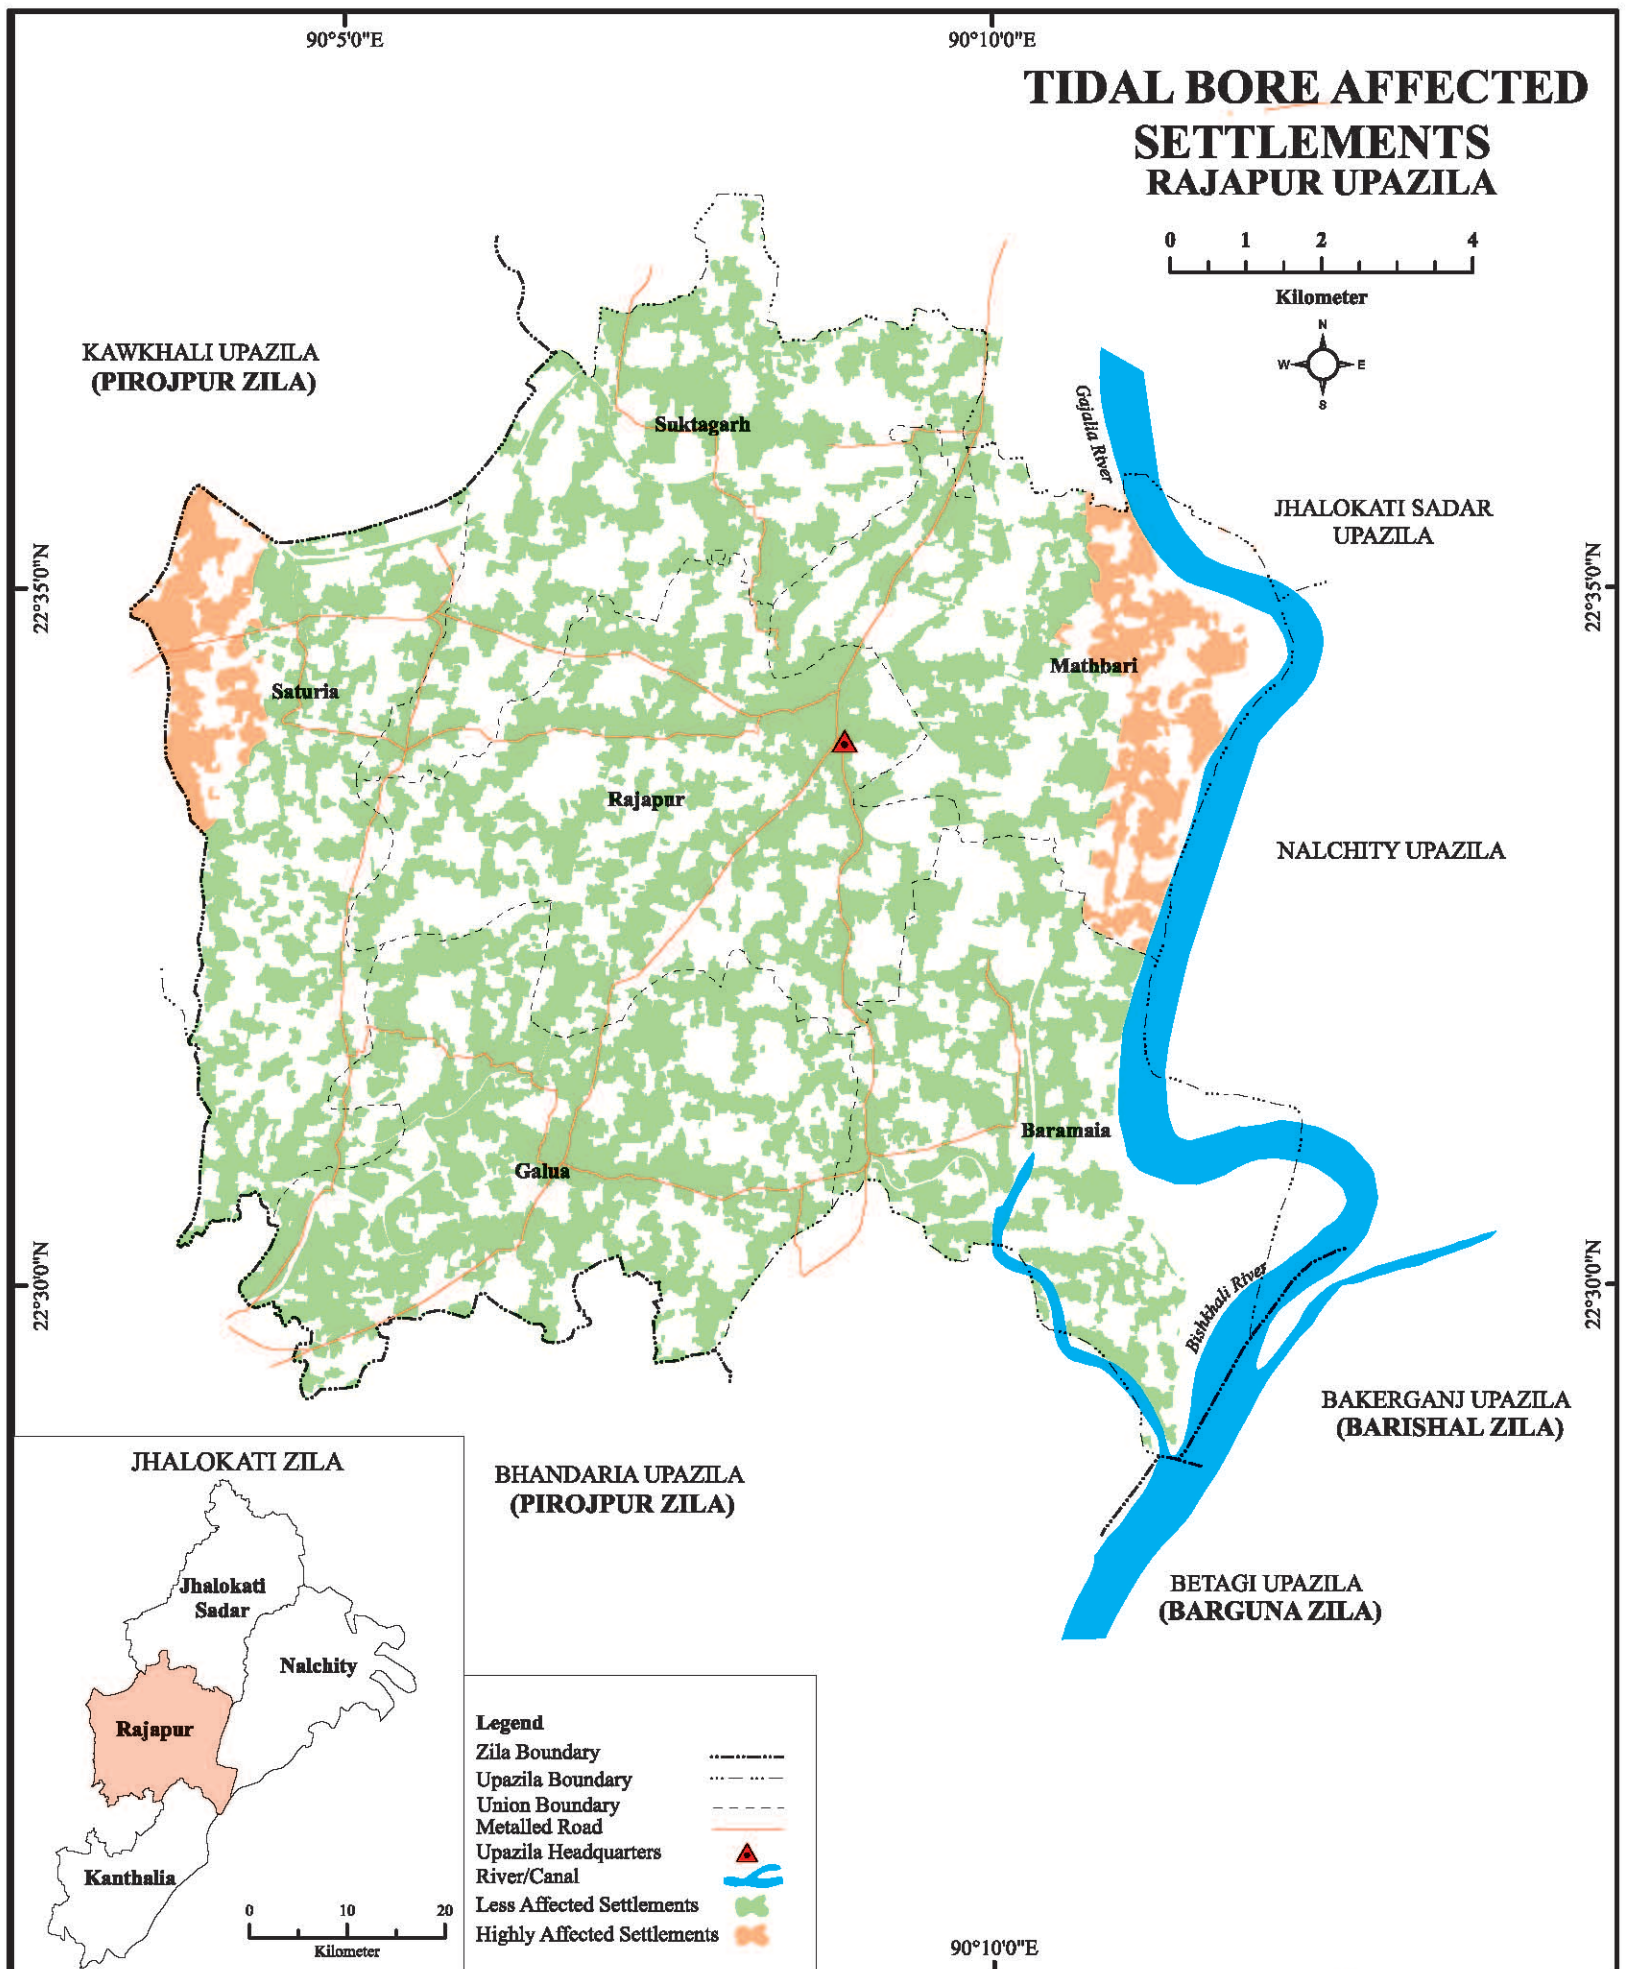 90°5'0"E
90°10'0"E
TIDAL BORE AFFECTED
SETTLEMENTS
RAJAPUR UPAZILA
0 1 2 4
Kilometer
N
W E
S
KAWKHALI UPAZILA
(PIROJPUR ZILA)
Suktagarh
Gajalia River
JHALOKATI SADAR
UPAZILA
22°35'0"N
22°35'0"N
Mathbari
Saturia
Rajapur
NALCHITY UPAZILA
Baramaia
Galua
22°30'0"N
22°30'0"N
Bishkhali River
BAKERGANJ UPAZILA
(BARISHAL ZILA)
BHANDARIA UPAZILA
(PIROJPUR ZILA)
BETAGI UPAZILA
(BARGUNA ZILA)
JHALOKATI ZILA
Jhalokati
Sadar
Nalchity
Rajapur
Kanthalia
0 10 20
Kilometer
Legend
Zila Boundary
Upazila Boundary
Union Boundary
Metalled Road
Upazila Headquarters
River/Canal
Less Affected Settlements
Highly Affected Settlements
90°10'0"E